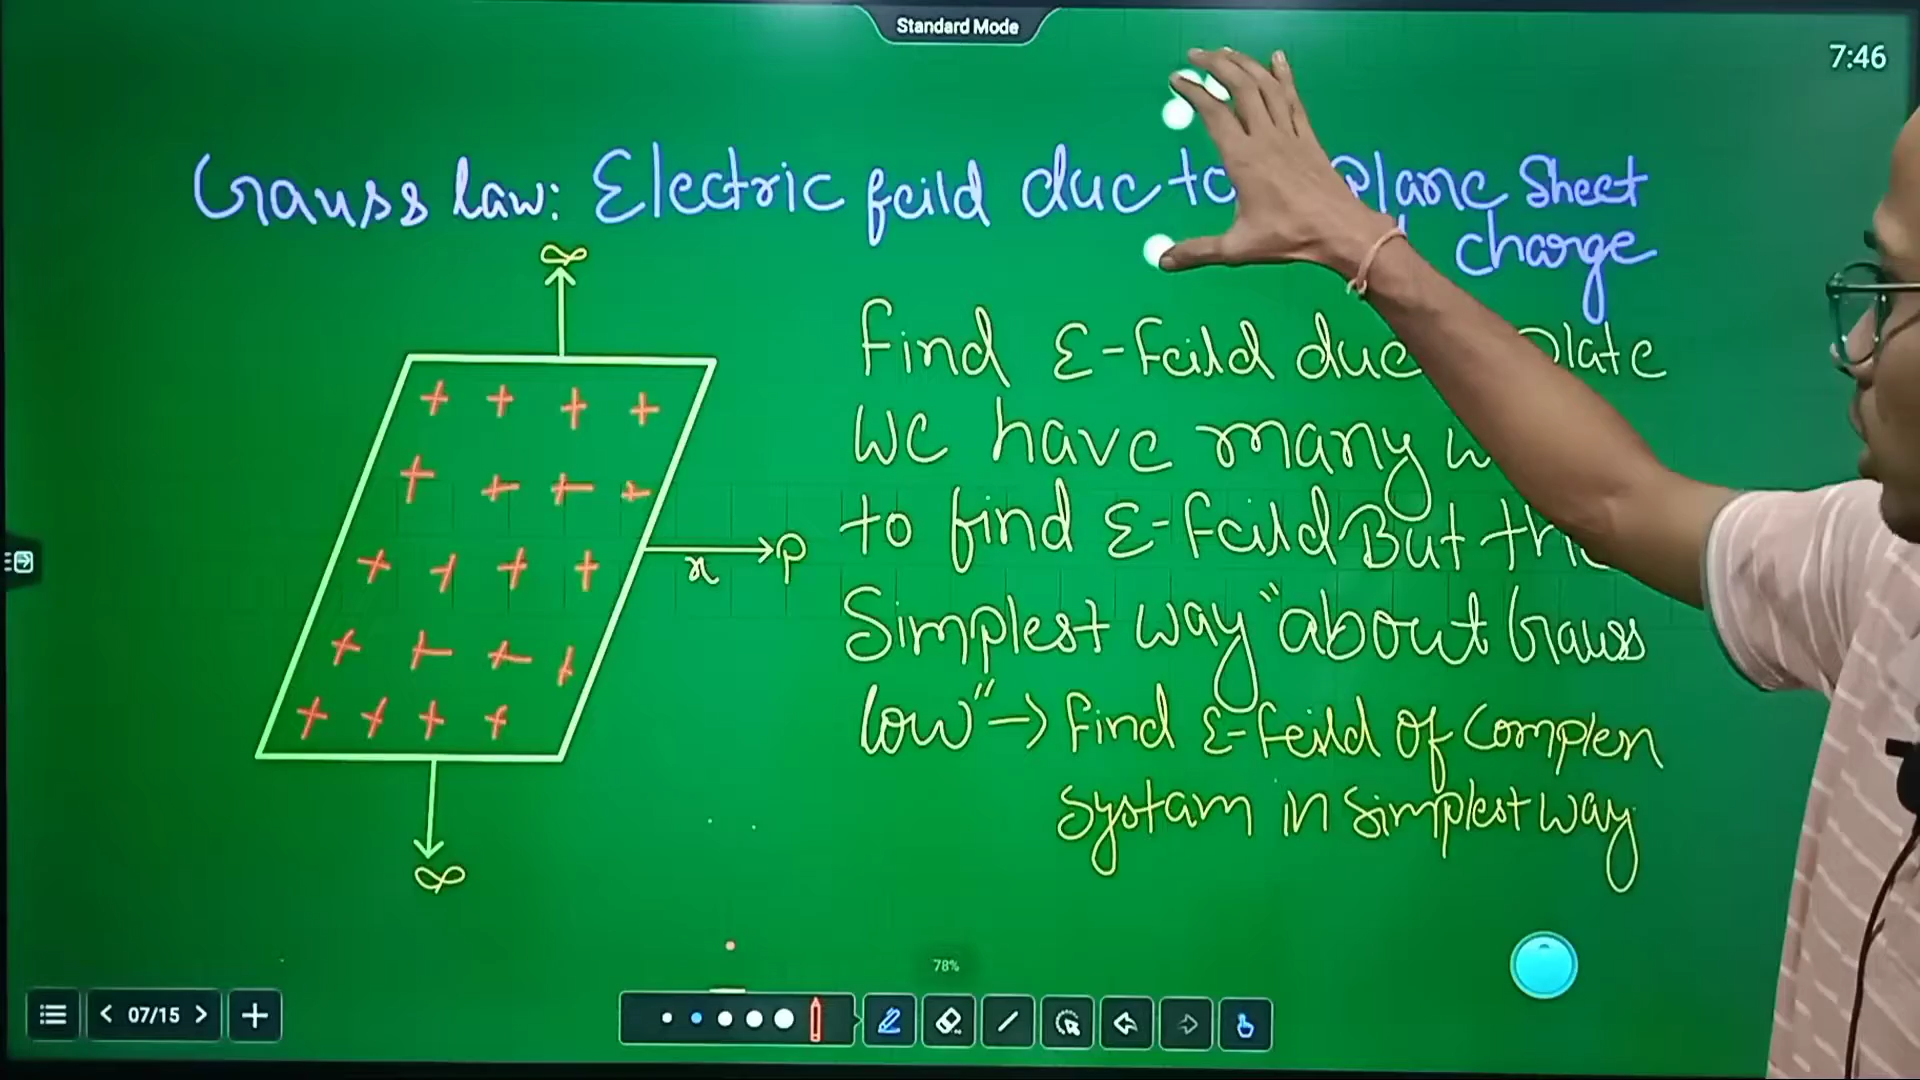 Standard Mode
7:46
Gauss law: Electric feild due to Plane Sheet
charge
∞
Find E-feild due Plate
We have many
to find E-feild But
x → P
Simplest way "about Gauss
low" → Find E-feild of Complex
System in Simplest way
∞
78%
07/15